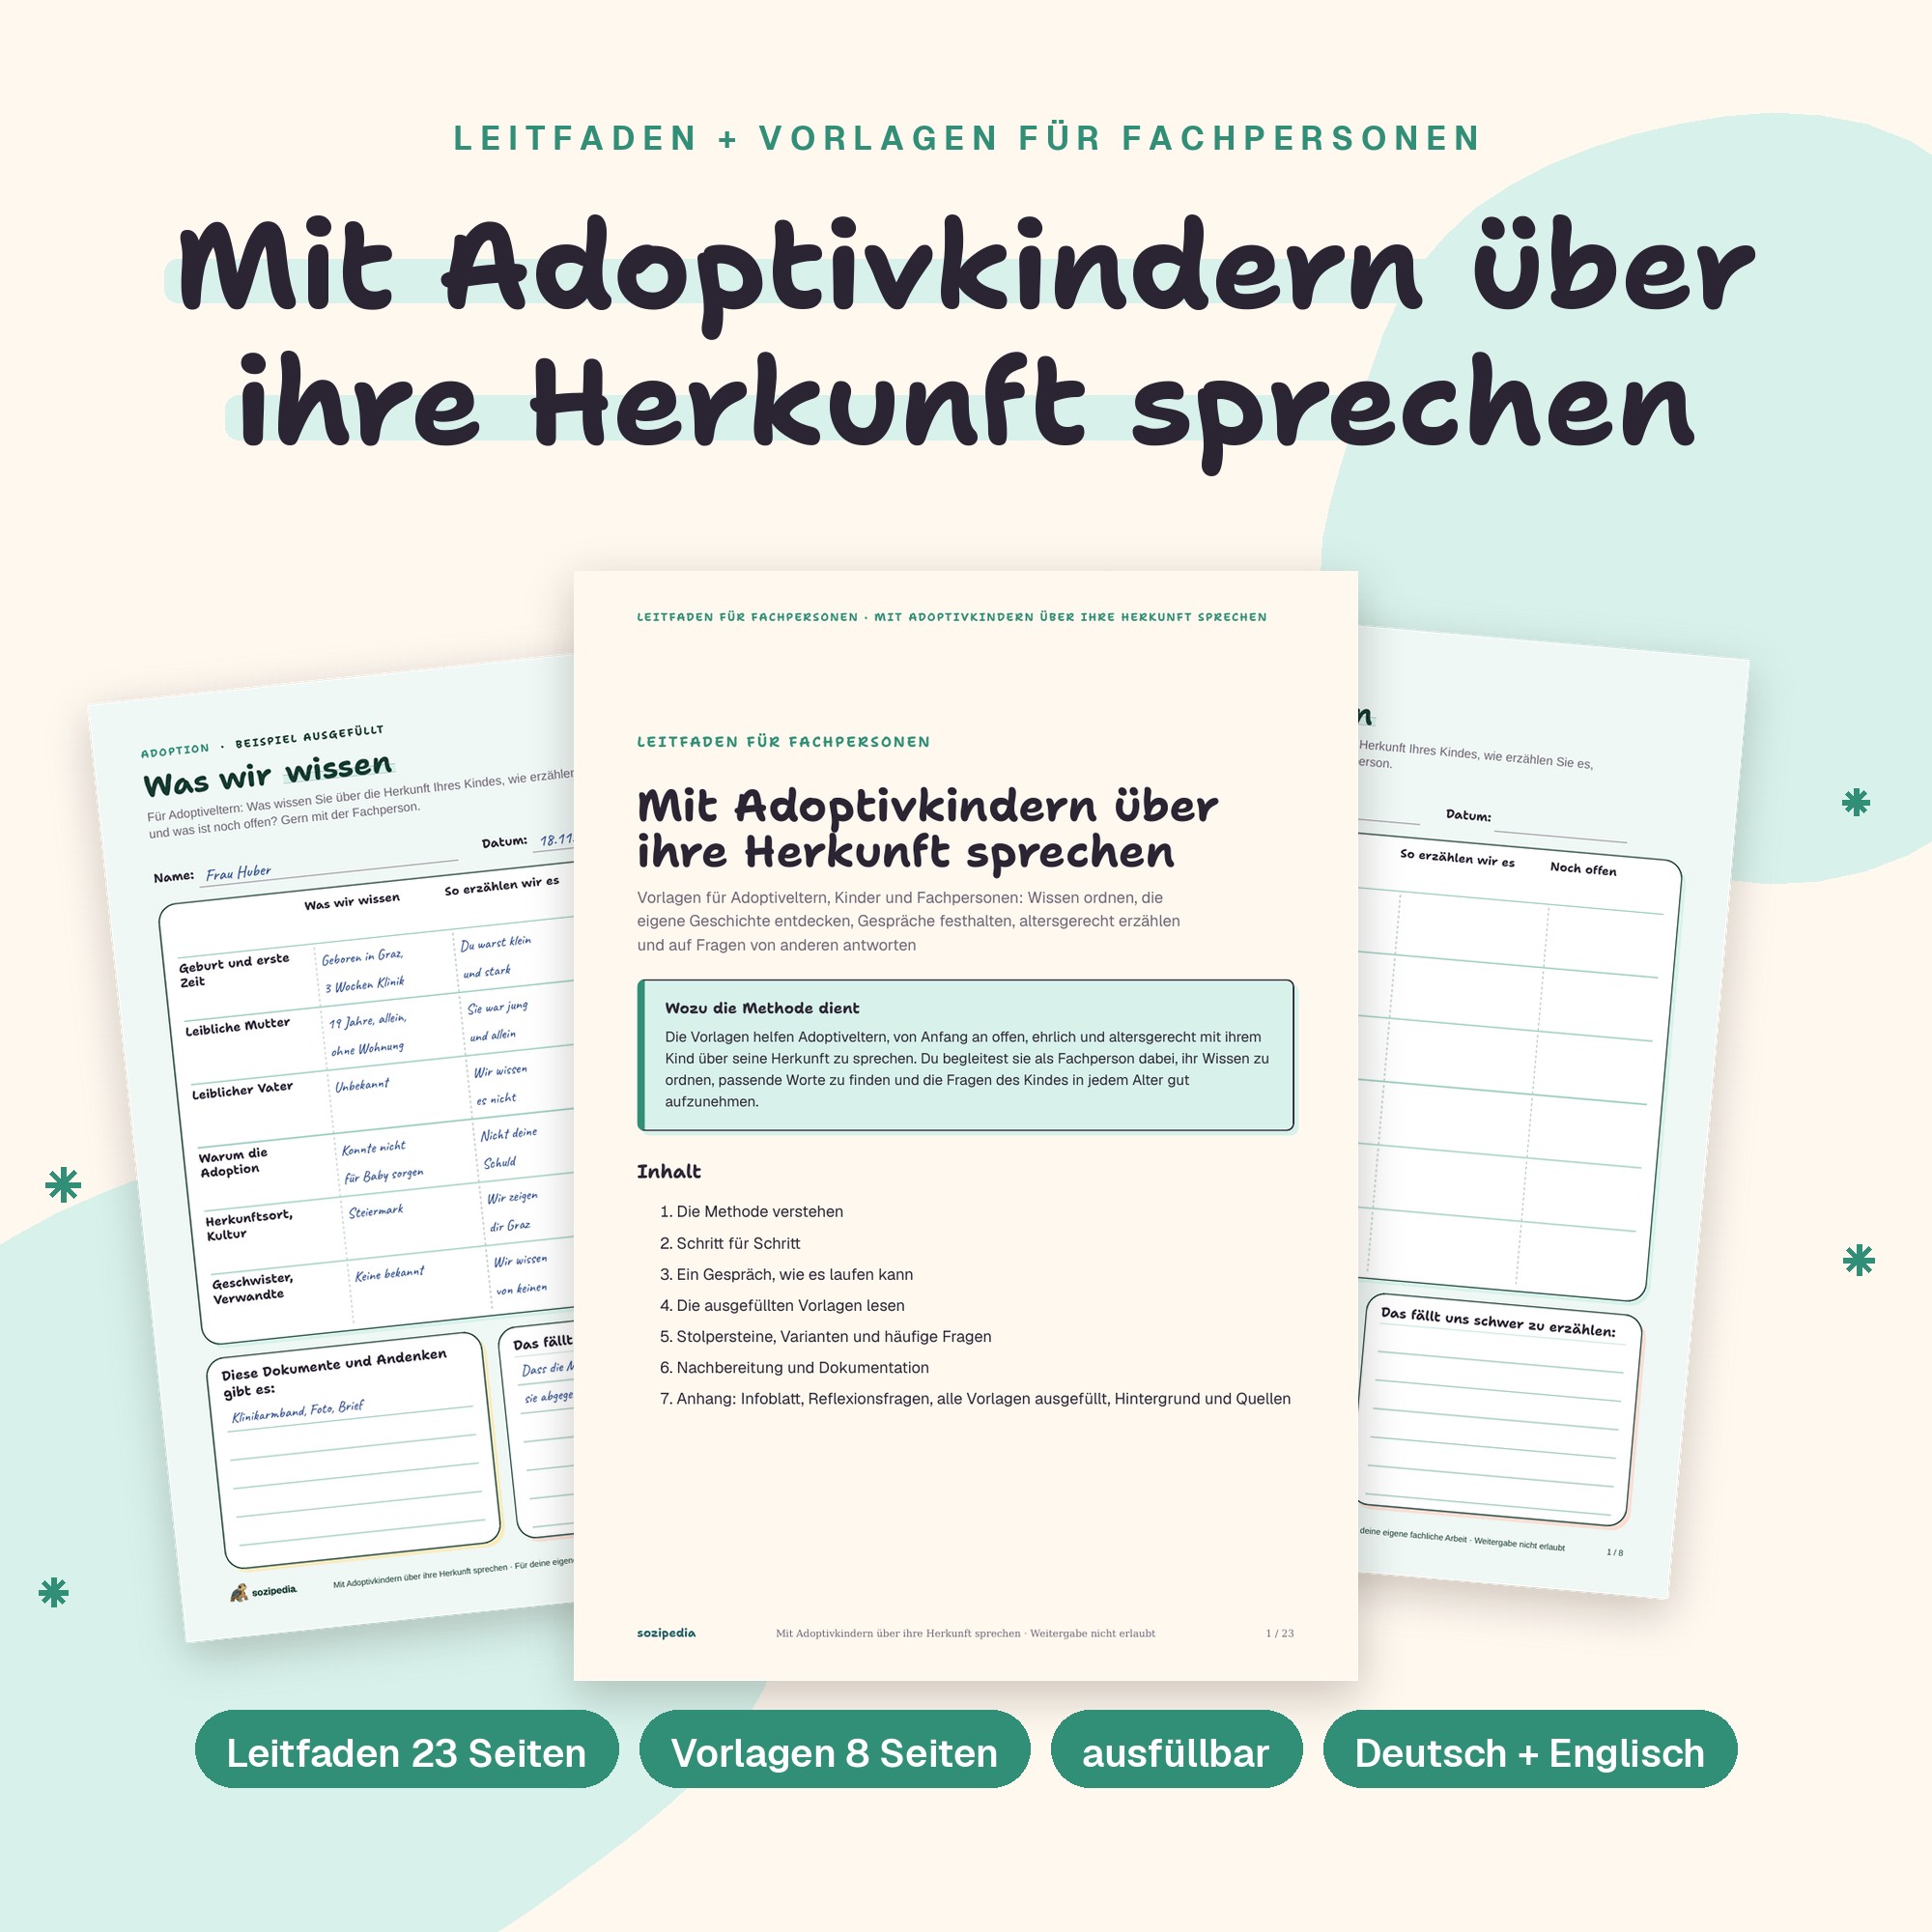 LEITFADEN + VORLAGEN FÜR FACHPERSONEN
Mit Adoptivkindern über
ihre Herkunft sprechen
ADOPTION · BEISPIEL AUSGEFÜLLT
Was wir wissen
Für Adoptiveltern: Was wissen Sie über die Herkunft Ihres Kindes, wie erzählen
und was ist noch offen? Gern mit der Fachperson.
Name: Frau Huber
Datum: 18.11.
Was wir wissen
So erzählen wir es
Geburt und erste
Zeit
Geboren in Graz,
3 Wochen Klinik
Du warst klein
und stark
Leibliche Mutter
19 Jahre, allein,
ohne Wohnung
Sie war jung
und allein
Leiblicher Vater
Unbekannt
Wir wissen
es nicht
Warum die
Adoption
Konnte nicht
für Baby sorgen
Nicht deine
Schuld
Herkunftsort,
Kultur
Steiermark
Wir zeigen
dir Graz
Geschwister,
Verwandte
Keine bekannt
Wir wissen
von keinen
Diese Dokumente und Andenken
gibt es:
Klinikarmband, Foto, Brief
Das fällt
Dass die
sie abgege
sozipedia.
Mit Adoptivkindern über ihre Herkunft sprechen · Für deine eigen
LEITFADEN FÜR FACHPERSONEN · MIT ADOPTIVKINDERN ÜBER IHRE HERKUNFT SPRECHEN
LEITFADEN FÜR FACHPERSONEN
Mit Adoptivkindern über
ihre Herkunft sprechen
Vorlagen für Adoptiveltern, Kinder und Fachpersonen: Wissen ordnen, die
eigene Geschichte entdecken, Gespräche festhalten, altersgerecht erzählen
und auf Fragen von anderen antworten
Wozu die Methode dient
Die Vorlagen helfen Adoptiveltern, von Anfang an offen, ehrlich und altersgerecht mit ihrem
Kind über seine Herkunft zu sprechen. Du begleitest sie als Fachperson dabei, ihr Wissen zu
ordnen, passende Worte zu finden und die Fragen des Kindes in jedem Alter gut
aufzunehmen.
Inhalt
1. Die Methode verstehen
2. Schritt für Schritt
3. Ein Gespräch, wie es laufen kann
4. Die ausgefüllten Vorlagen lesen
5. Stolpersteine, Varianten und häufige Fragen
6. Nachbereitung und Dokumentation
7. Anhang: Infoblatt, Reflexionsfragen, alle Vorlagen ausgefüllt, Hintergrund und Quellen
sozipedia
Mit Adoptivkindern über ihre Herkunft sprechen · Weitergabe nicht erlaubt
1 / 23
n
Herkunft Ihres Kindes, wie erzählen Sie es,
erson.
Datum:
So erzählen wir es
Noch offen
Das fällt uns schwer zu erzählen:
deine eigene fachliche Arbeit · Weitergabe nicht erlaubt
1 / 8
Leitfaden 23 Seiten
Vorlagen 8 Seiten
ausfüllbar
Deutsch + Englisch